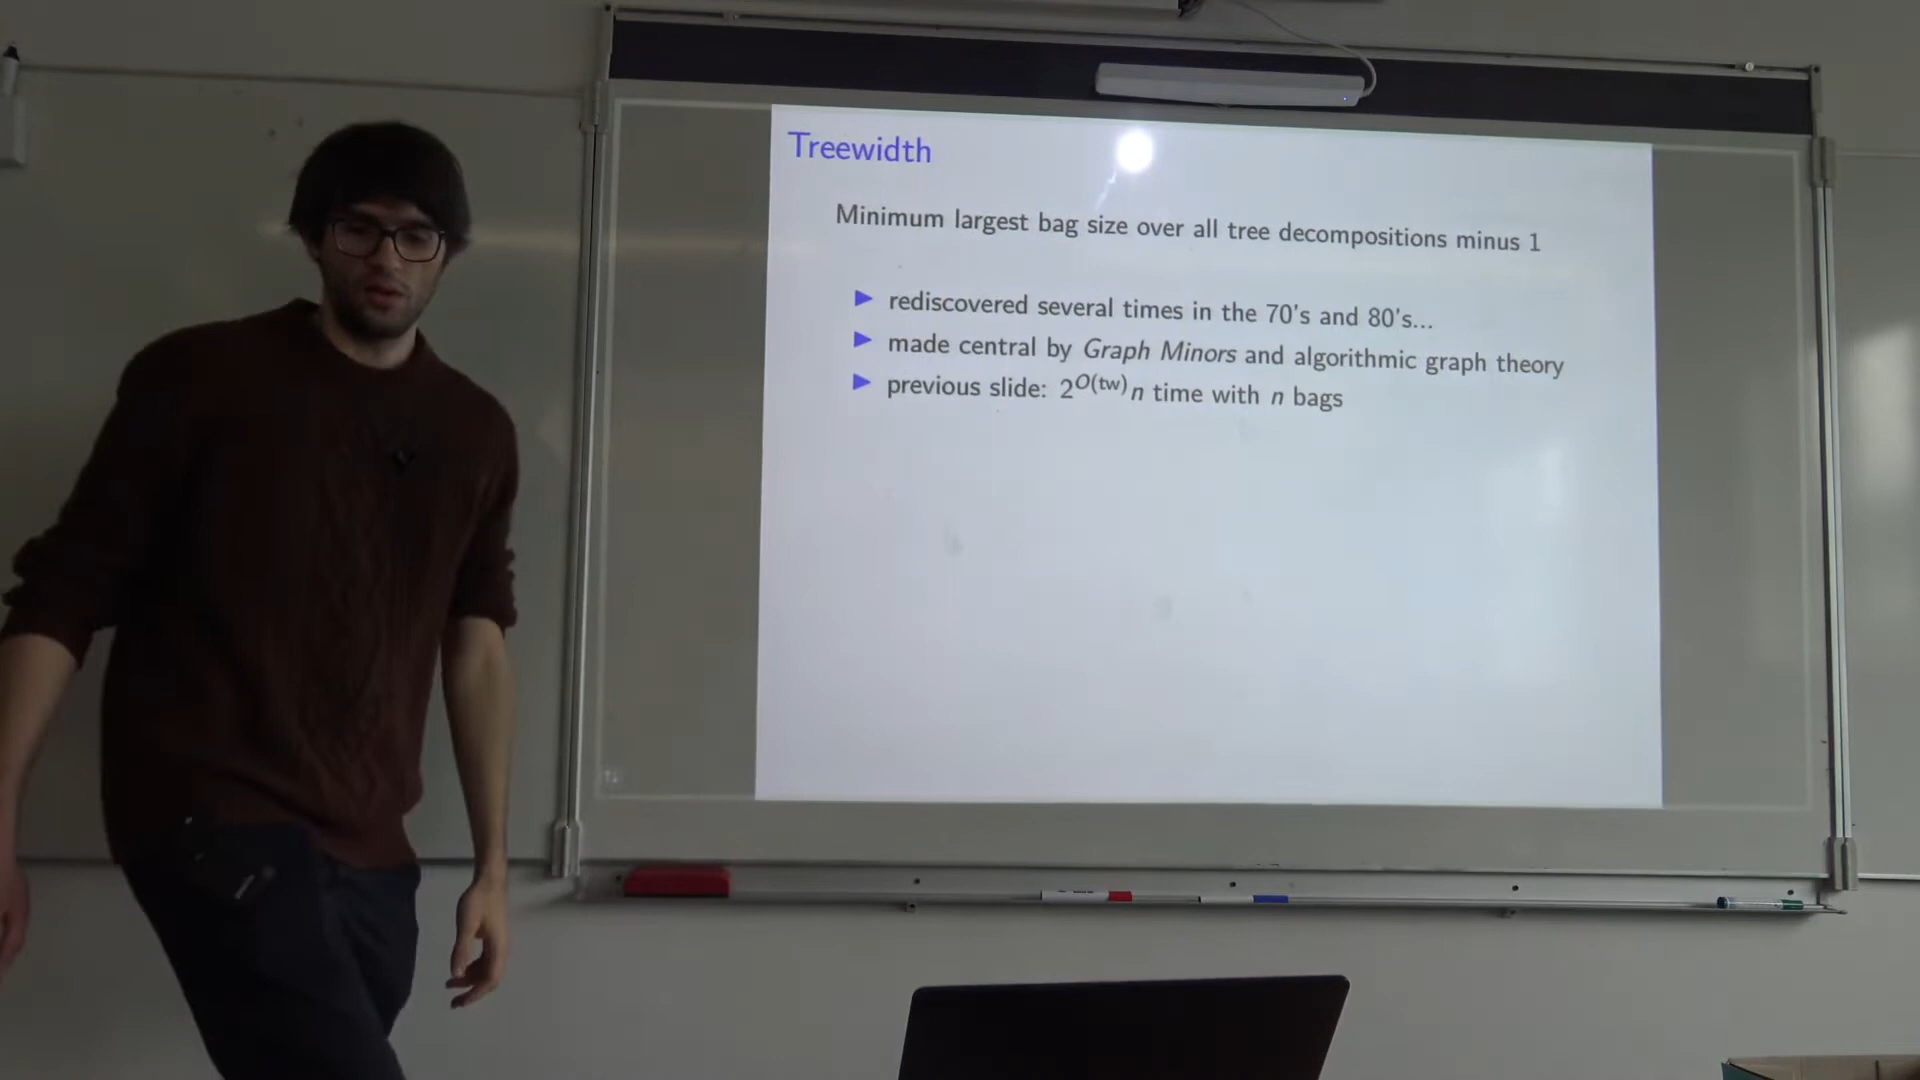 Treewidth
Minimum largest bag size over all tree decompositions minus 1
▶ rediscovered several times in the 70's and 80's...
▶ made central by Graph Minors and algorithmic graph theory
▶ previous slide: 2^{O(tw)}n time with n bags